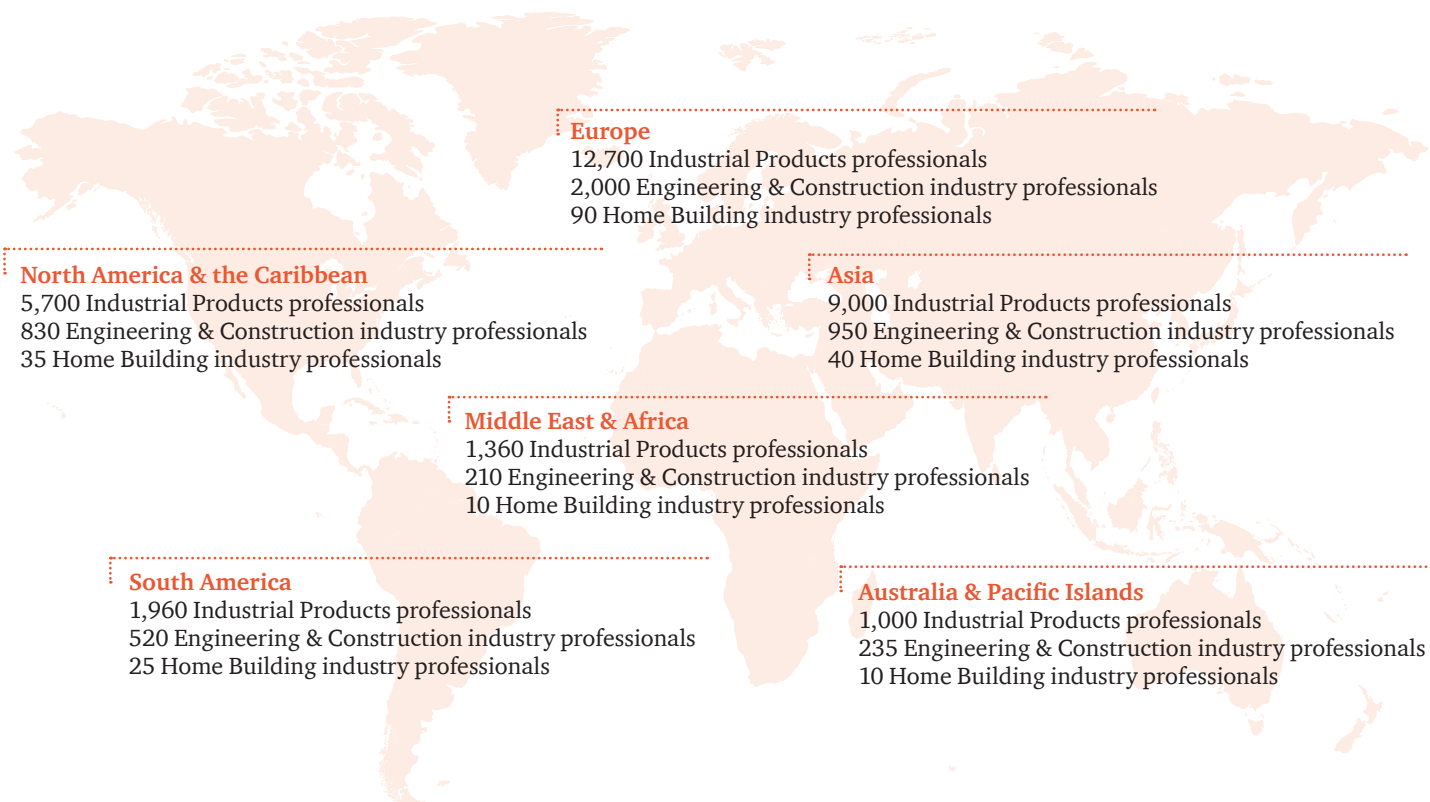 Europe
12,700 Industrial Products professionals
2,000 Engineering & Construction industry professionals
90 Home Building industry professionals
North America & the Caribbean
5,700 Industrial Products professionals
830 Engineering & Construction industry professionals
35 Home Building industry professionals
Asia
9,000 Industrial Products professionals
950 Engineering & Construction industry professionals
40 Home Building industry professionals
Middle East & Africa
1,360 Industrial Products professionals
210 Engineering & Construction industry professionals
10 Home Building industry professionals
South America
1,960 Industrial Products professionals
520 Engineering & Construction industry professionals
25 Home Building industry professionals
Australia & Pacific Islands
1,000 Industrial Products professionals
235 Engineering & Construction industry professionals
10 Home Building industry professionals